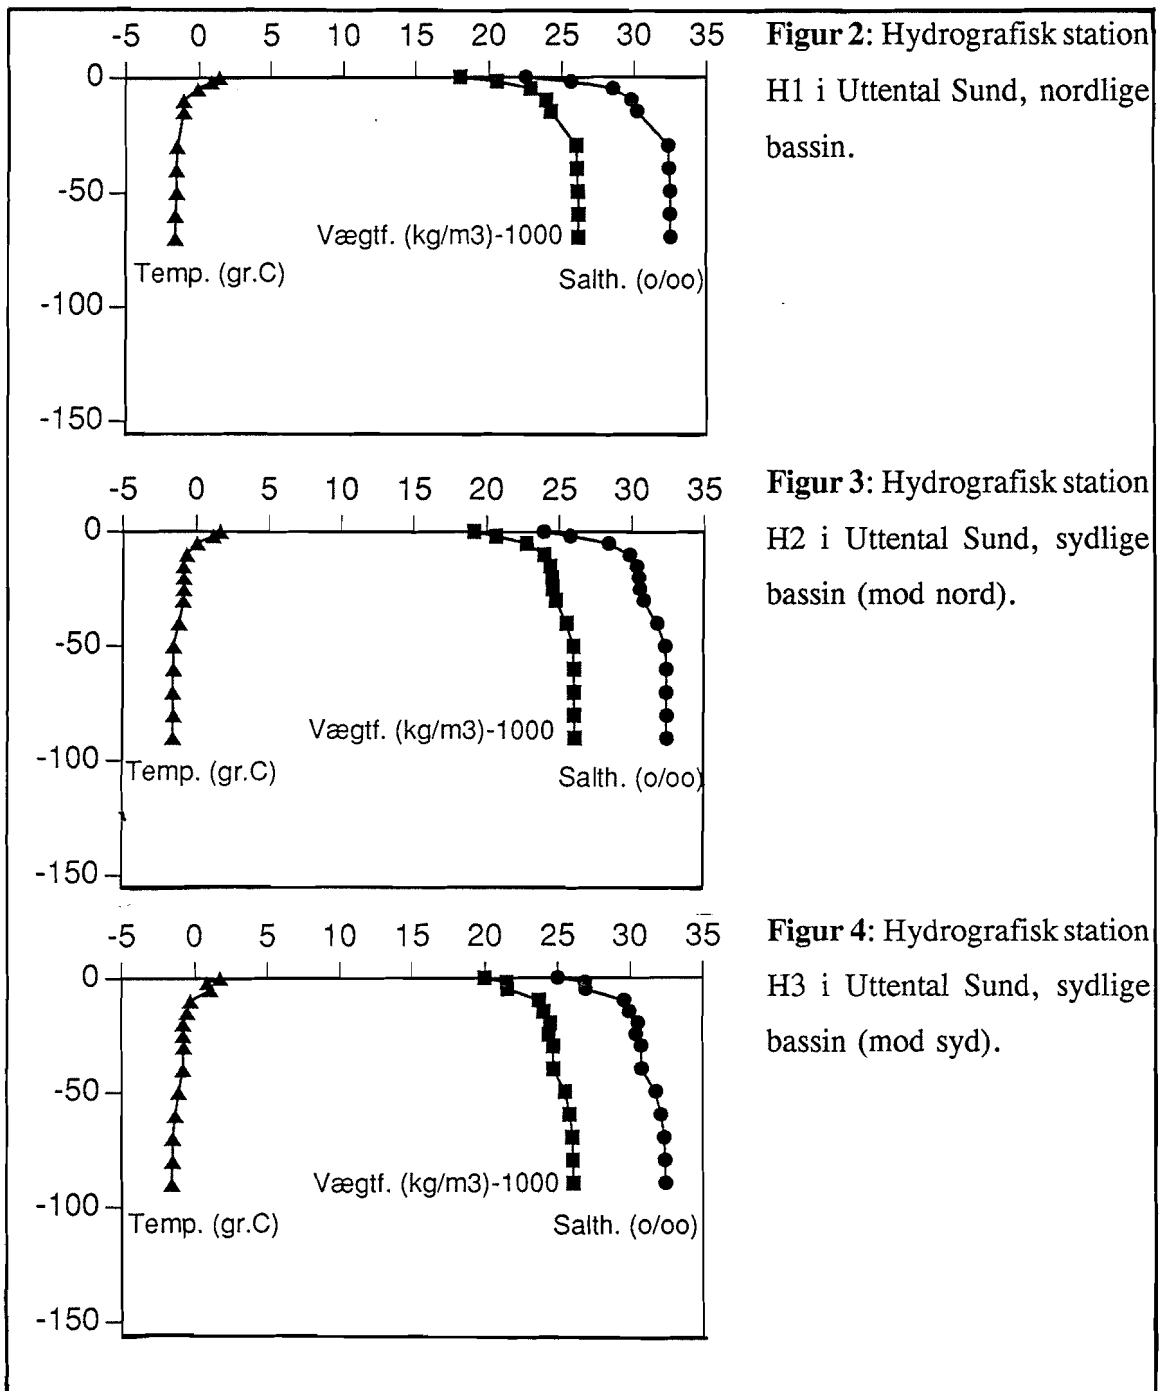 -5 0 5 10 15 20 25 30 35
0
-50
-100
-150
Vægtf. (kg/m3)-1000
Temp. (gr.C)
Salth. (o/oo)
Figur 2: Hydrografisk station
H1 i Uttental Sund, nordlige
bassin.
-5 0 5 10 15 20 25 30 35
0
-50
-100
-150
Vægtf. (kg/m3)-1000
Temp. (gr.C)
Salth. (o/oo)
Figur 3: Hydrografisk station
H2 i Uttental Sund, sydlige
bassin (mod nord).
-5 0 5 10 15 20 25 30 35
0
-50
-100
-150
Vægtf. (kg/m3)-1000
Temp. (gr.C)
Salth. (o/oo)
Figur 4: Hydrografisk station
H3 i Uttental Sund, sydlige
bassin (mod syd).